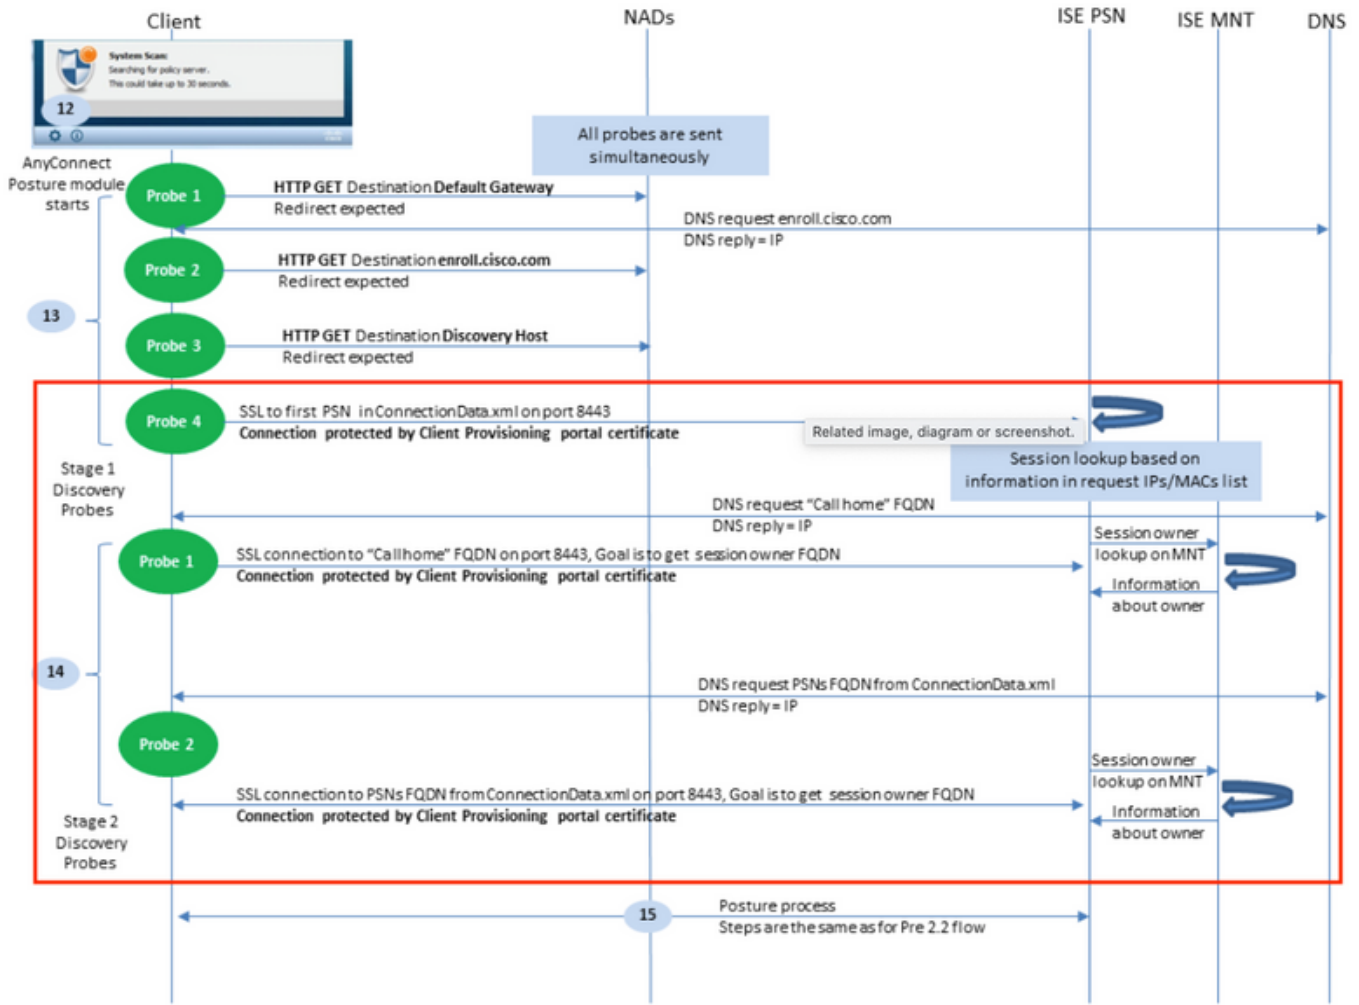 Client
NADs
ISE PSN
ISE MNT
DNS
System Scan:
Searching for policy server.
This could take up to 30 seconds.
12
AnyConnect
Posture module
starts
All probes are sent
simultaneously
Probe 1
HTTP GET Destination Default Gateway
Redirect expected
DNS request enroll.cisco.com
DNS reply = IP
Probe 2
HTTP GET Destination enroll.cisco.com
Redirect expected
13
Probe 3
HTTP GET Destination Discovery Host
Redirect expected
Probe 4
SSL to first PSN in ConnectionData.xml on port 8443
Connection protected by Client Provisioning portal certificate
Related image, diagram or screenshot.
Session lookup based on
information in request IPs/MACs list
Stage 1
Discovery
Probes
DNS request "Call home" FQDN
DNS reply = IP
Probe 1
SSL connection to "Callhome" FQDN on port 8443, Goal is to get session owner FQDN
Connection protected by Client Provisioning portal certificate
Session owner
lookup on MNT
Information
about owner
14
DNS request PSNs FQDN from ConnectionData.xml
DNS reply = IP
Probe 2
SSL connection to PSNs FQDN from ConnectionData.xml on port 8443, Goal is to get session owner FQDN
Connection protected by Client Provisioning portal certificate
Session owner
lookup on MNT
Information
about owner
Stage 2
Discovery
Probes
15
Posture process
Steps are the same as for Pre 2.2 flow